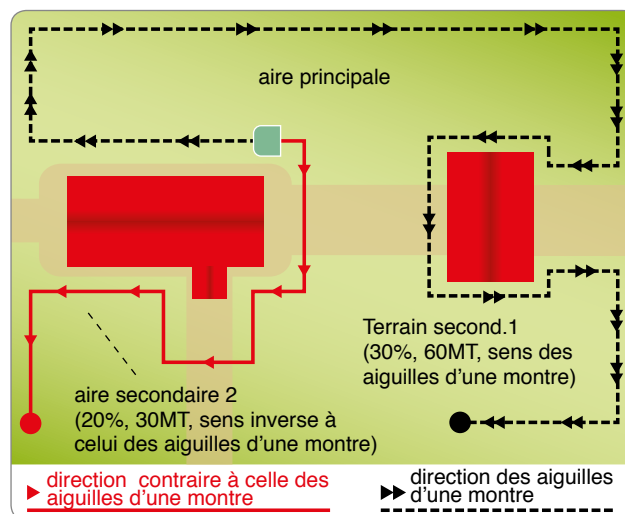 aire principale
Terrain second.1
(30%, 60MT, sens des
aiguilles d'une montre)
aire secondaire 2
(20%, 30MT, sens inverse à
celui des aiguilles d'une montre)
direction contraire à celle des
aiguilles d'une montre
direction des aiguilles
d'une montre